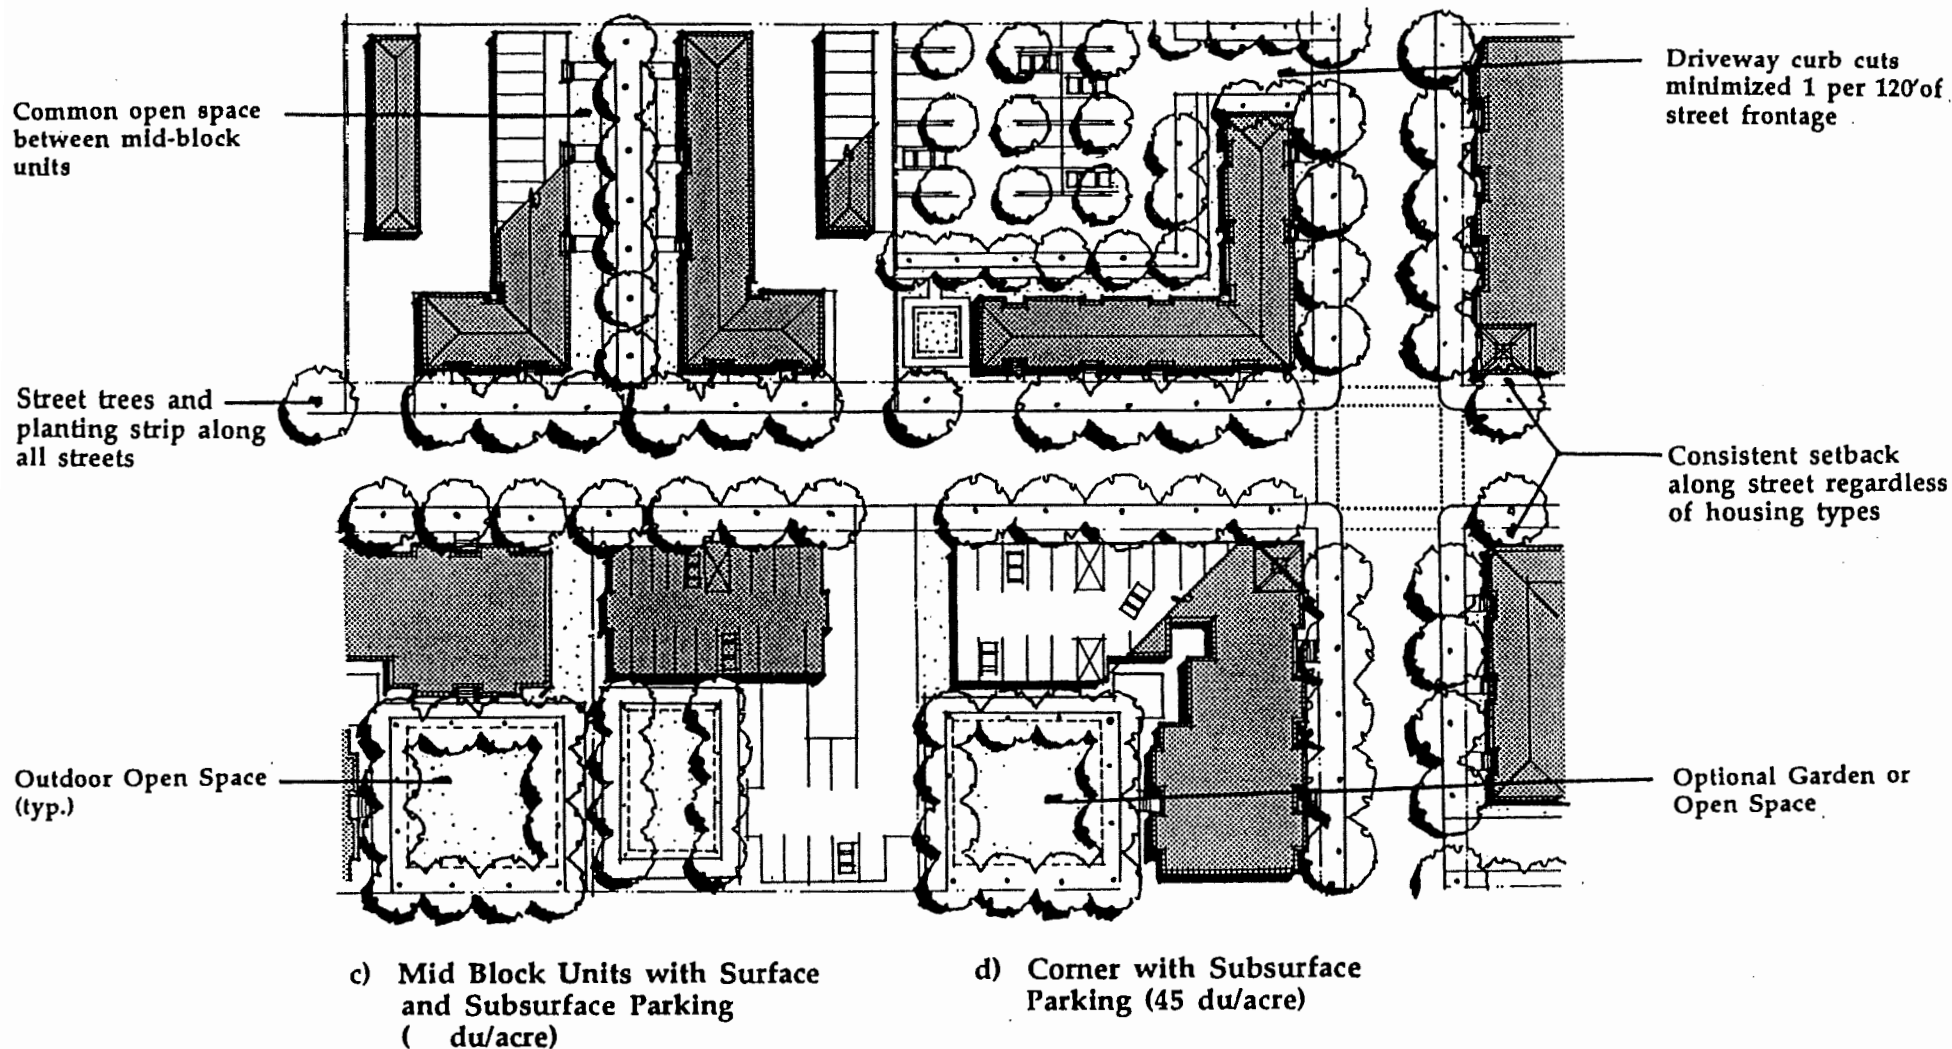 Common open space
between mid-block
units
Driveway curb cuts
minimized 1 per 120' of
street frontage
Street trees and
planting strip along
all streets
Consistent setback
along street regardless
of housing types
Outdoor Open Space
(typ.)
Optional Garden or
Open Space
c) Mid Block Units with Surface
and Subsurface Parking
( du/acre)
d) Corner with Subsurface
Parking (45 du/acre)